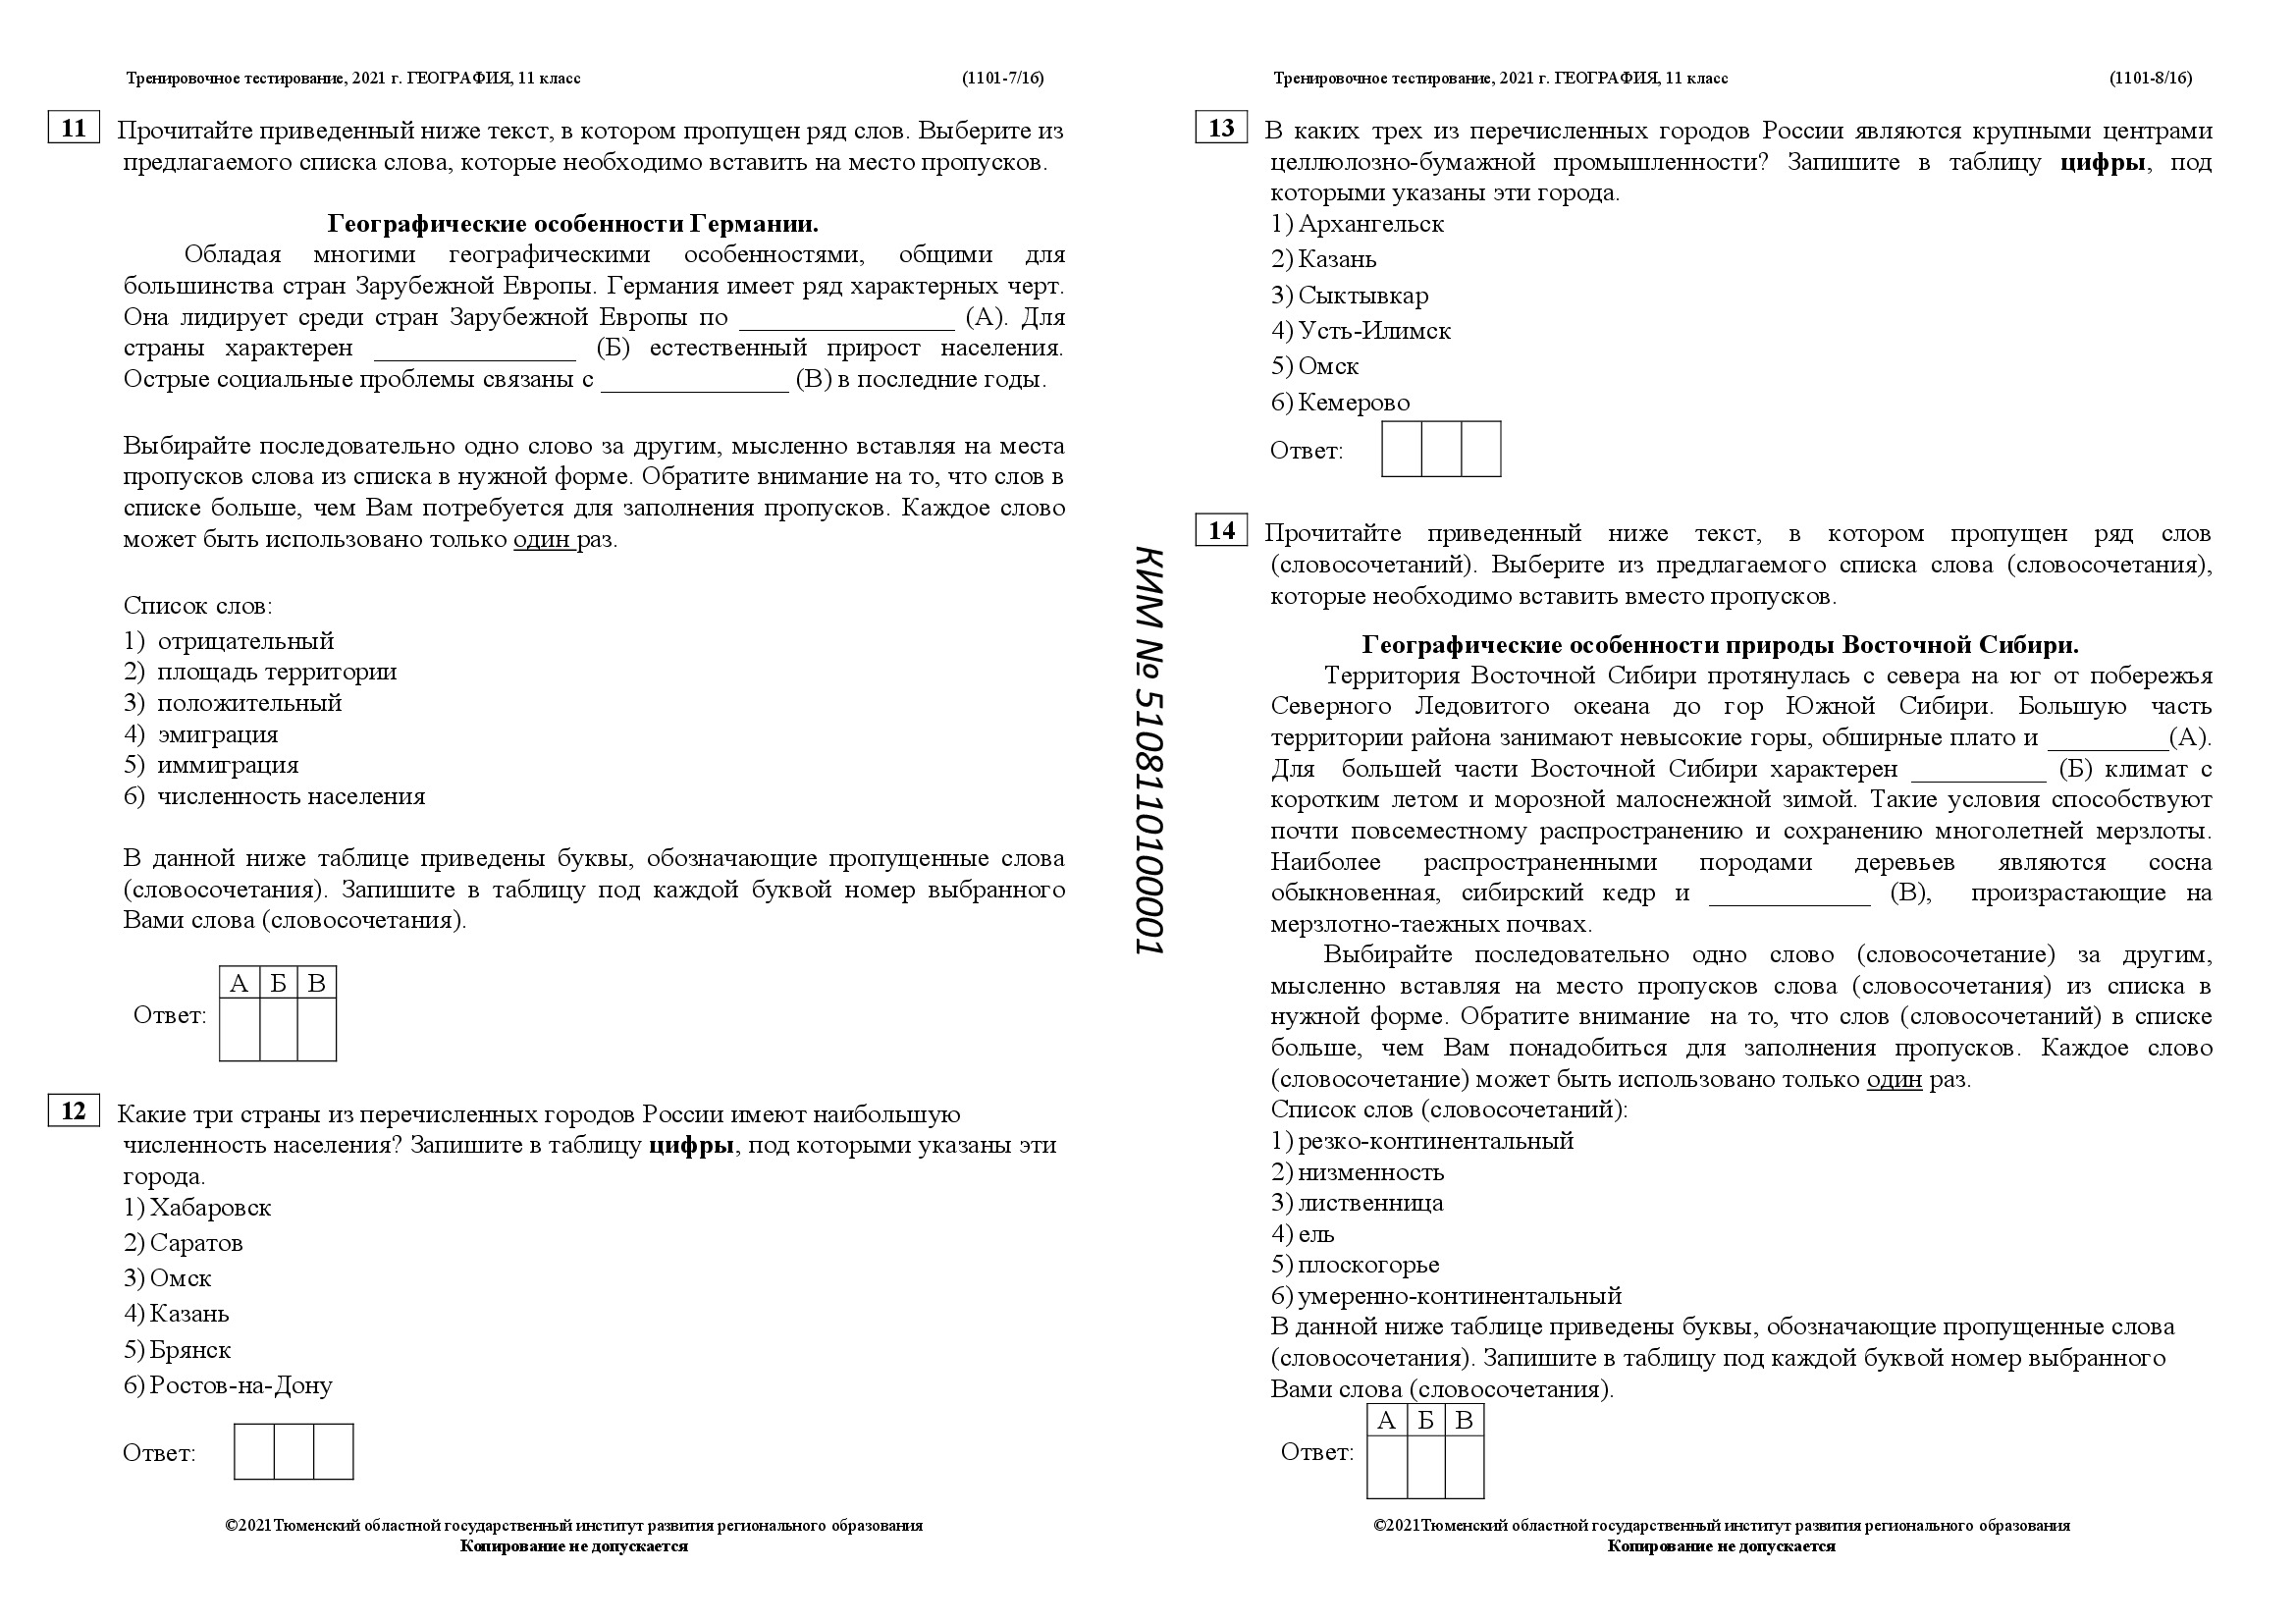 Тренировочное тестирование, 2021 г. ГЕОГРАФИЯ, 11 класс (1101-7/16)
11 Прочитайте приведенный ниже текст, в котором пропущен ряд слов. Выберите из
предлагаемого списка слова, которые необходимо вставить на место пропусков.
Географические особенности Германии.
Обладая многими географическими особенностями, общими для
большинства стран Зарубежной Европы. Германия имеет ряд характерных черт.
Она лидирует среди стран Зарубежной Европы по ________________ (А). Для
страны характерен _______________ (Б) естественный прирост населения.
Острые социальные проблемы связаны с ______________ (В) в последние годы.
Выбирайте последовательно одно слово за другим, мысленно вставляя на места
пропусков слова из списка в нужной форме. Обратите внимание на то, что слов в
списке больше, чем Вам потребуется для заполнения пропусков. Каждое слово
может быть использовано только один раз.
Список слов:
1) отрицательный
2) площадь территории
3) положительный
4) эмиграция
5) иммиграция
6) численность населения
В данной ниже таблице приведены буквы, обозначающие пропущенные слова
(словосочетания). Запишите в таблицу под каждой буквой номер выбранного
Вами слова (словосочетания).
А Б В
Ответ:
12 Какие три страны из перечисленных городов России имеют наибольшую
численность населения? Запишите в таблицу цифры, под которыми указаны эти
города.
1) Хабаровск
2) Саратов
3) Омск
4) Казань
5) Брянск
6) Ростов-на-Дону
Ответ:
©2021Тюменский областной государственный институт развития регионального образования
Копирование не допускается
КИМ № 5108110100001
Тренировочное тестирование, 2021 г. ГЕОГРАФИЯ, 11 класс (1101-8/16)
13 В каких трех из перечисленных городов России являются крупными центрами
целлюлозно-бумажной промышленности? Запишите в таблицу цифры, под
которыми указаны эти города.
1) Архангельск
2) Казань
3) Сыктывкар
4) Усть-Илимск
5) Омск
6) Кемерово
Ответ:
14 Прочитайте приведенный ниже текст, в котором пропущен ряд слов
(словосочетаний). Выберите из предлагаемого списка слова (словосочетания),
которые необходимо вставить вместо пропусков.
Географические особенности природы Восточной Сибири.
Территория Восточной Сибири протянулась с севера на юг от побережья
Северного Ледовитого океана до гор Южной Сибири. Большую часть
территории района занимают невысокие горы, обширные плато и _________(А).
Для большей части Восточной Сибири характерен __________ (Б) климат с
коротким летом и морозной малоснежной зимой. Такие условия способствуют
почти повсеместному распространению и сохранению многолетней мерзлоты.
Наиболее распространенными породами деревьев являются сосна
обыкновенная, сибирский кедр и ____________ (В), произрастающие на
мерзлотно-таежных почвах.
Выбирайте последовательно одно слово (словосочетание) за другим,
мысленно вставляя на место пропусков слова (словосочетания) из списка в
нужной форме. Обратите внимание на то, что слов (словосочетаний) в списке
больше, чем Вам понадобиться для заполнения пропусков. Каждое слово
(словосочетание) может быть использовано только один раз.
Список слов (словосочетаний):
1) резко-континентальный
2) низменность
3) лиственница
4) ель
5) плоскогорье
6) умеренно-континентальный
В данной ниже таблице приведены буквы, обозначающие пропущенные слова
(словосочетания). Запишите в таблицу под каждой буквой номер выбранного
Вами слова (словосочетания).
А Б В
Ответ:
©2021Тюменский областной государственный институт развития регионального образования
Копирование не допускается